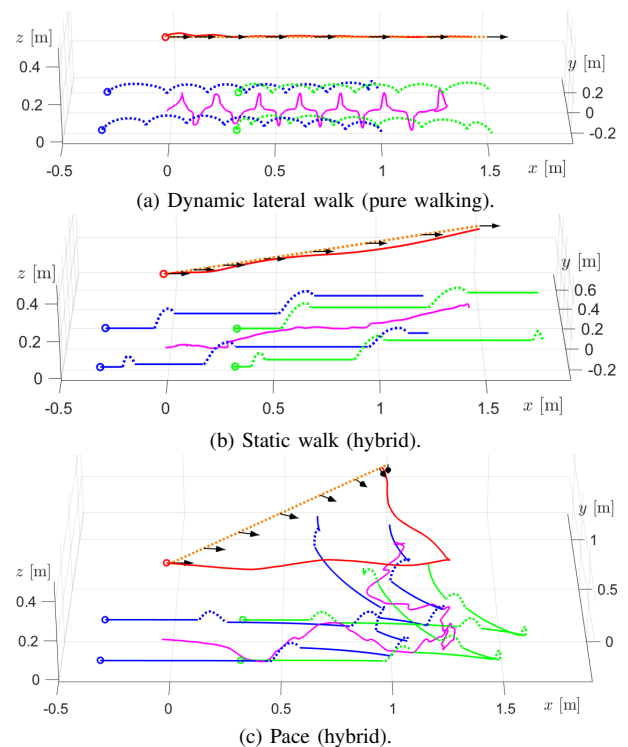 z [m]
0.4
0.2
0
y [m]
0.2
0
-0.2
-0.5
0
0.5
1
1.5
x [m]
(a) Dynamic lateral walk (pure walking).
z [m]
0.4
0.2
0
y [m]
0.6
0.4
0.2
0
-0.2
-0.5
0
0.5
1
1.5
x [m]
(b) Static walk (hybrid).
z [m]
0.4
0.2
0
y [m]
1
0.5
0
-0.5
0
0.5
1
1.5
x [m]
(c) Pace (hybrid).